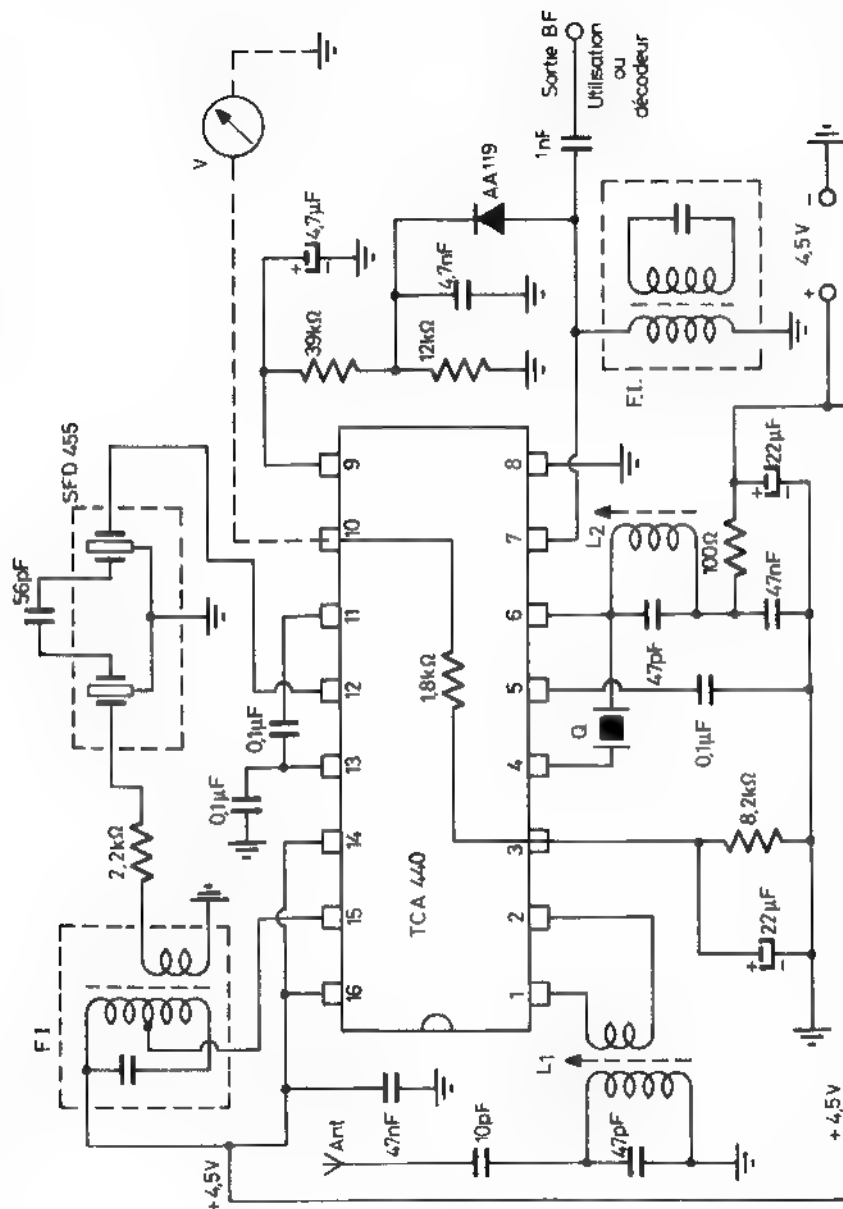 F I
+4,5V
2,2kΩ
56pF
SFD 455
V
0,1µF
0,1µF
4,7µF
39kΩ
12kΩ
4,7nF
AA119
1nF
Sortie BF
Utilisation
ou
décodeur
16
15
14
13
12
11
10
9
TCA 440
1,8kΩ
1
2
3
4
5
6
7
8
47nF
Ant
10pF
47pF
L1
22µF
+
-
8,2kΩ
0,1µF
Q
47pF
L2
100Ω
47nF
22µF
+
-
F.I.
+
4,5V
-
+
-
+4,5V